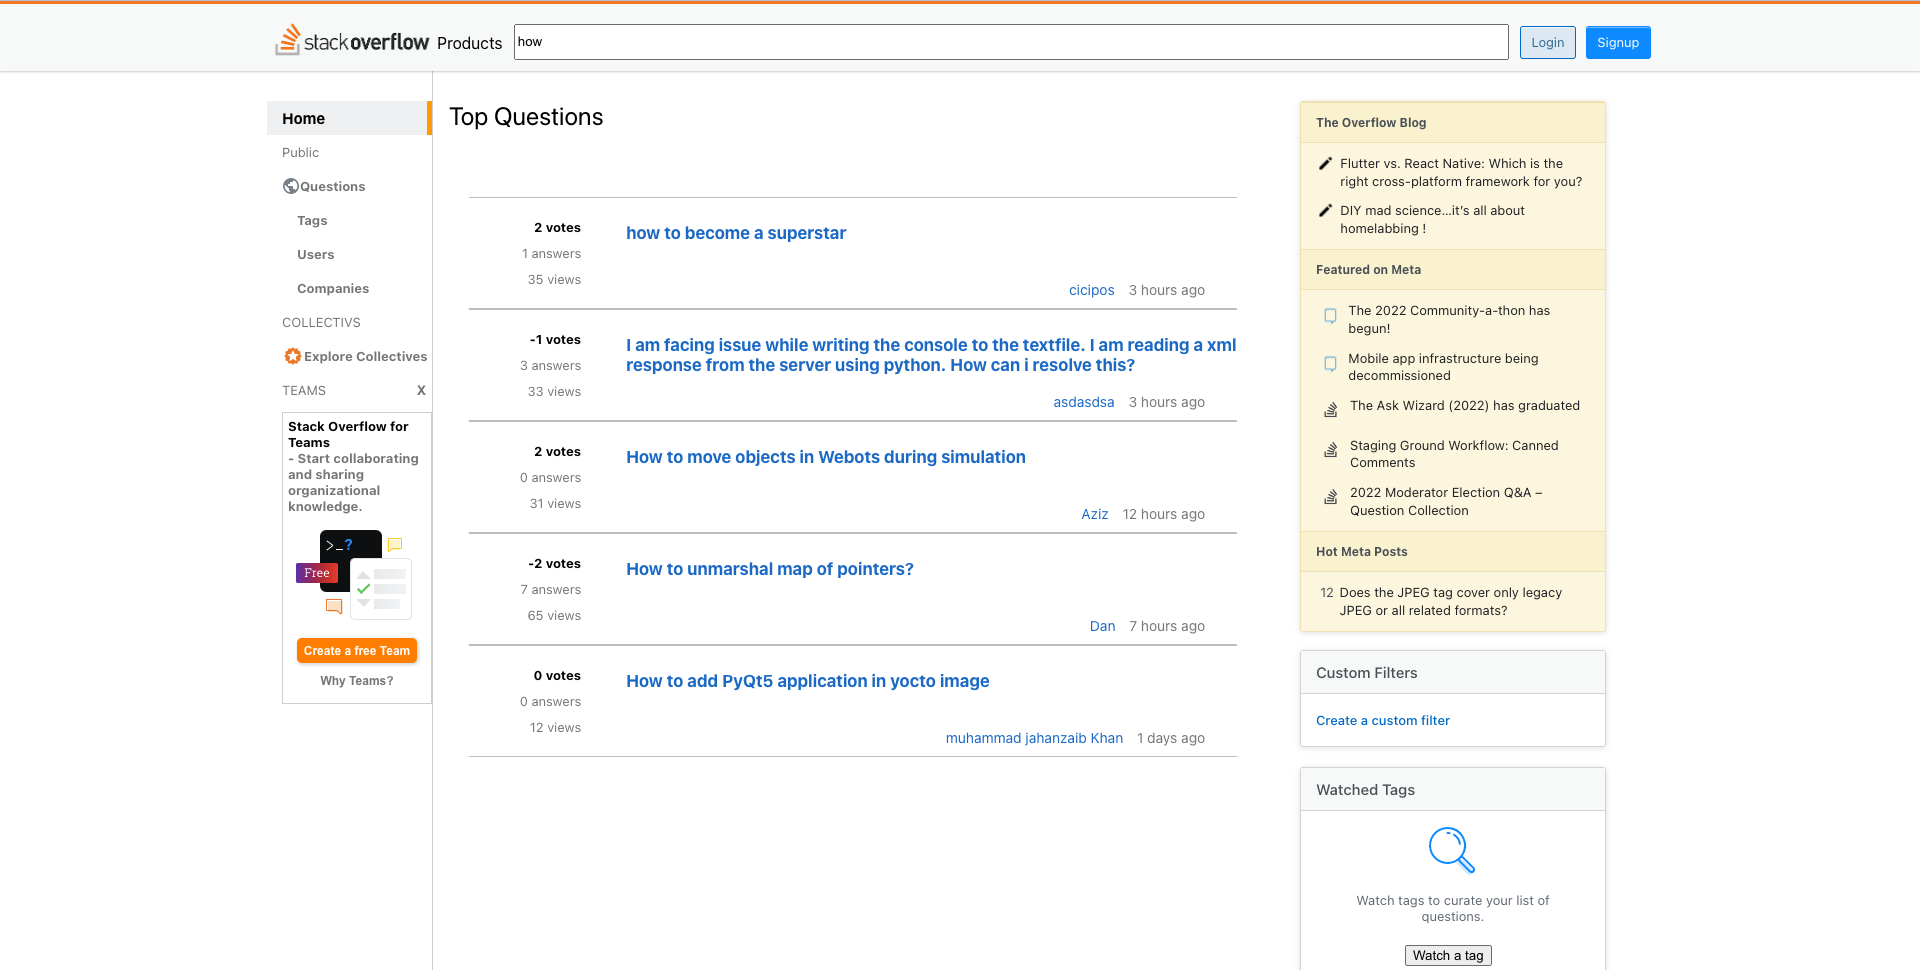 stackoverflow Products how Login Signup
Home
Public
Questions
Tags
Users
Companies
COLLECTIVS
Explore Collectives
TEAMS X
Stack Overflow for
Teams
- Start collaborating
and sharing
organizational
knowledge.
>_?
Free
Create a free Team
Why Teams?
Top Questions
2 votes
1 answers
35 views
how to become a superstar
cicipos 3 hours ago
-1 votes
3 answers
33 views
I am facing issue while writing the console to the textfile. I am reading a xml
response from the server using python. How can i resolve this?
asdasdsa 3 hours ago
2 votes
0 answers
31 views
How to move objects in Webots during simulation
Aziz 12 hours ago
-2 votes
7 answers
65 views
How to unmarshal map of pointers?
Dan 7 hours ago
0 votes
0 answers
12 views
How to add PyQt5 application in yocto image
muhammad jahanzaib Khan 1 days ago
The Overflow Blog
Flutter vs. React Native: Which is the
right cross-platform framework for you?
DIY mad science...it's all about
homelabbing !
Featured on Meta
The 2022 Community-a-thon has
begun!
Mobile app infrastructure being
decommissioned
The Ask Wizard (2022) has graduated
Staging Ground Workflow: Canned
Comments
2022 Moderator Election Q&A –
Question Collection
Hot Meta Posts
12 Does the JPEG tag cover only legacy
JPEG or all related formats?
Custom Filters
Create a custom filter
Watched Tags
Watch tags to curate your list of
questions.
Watch a tag